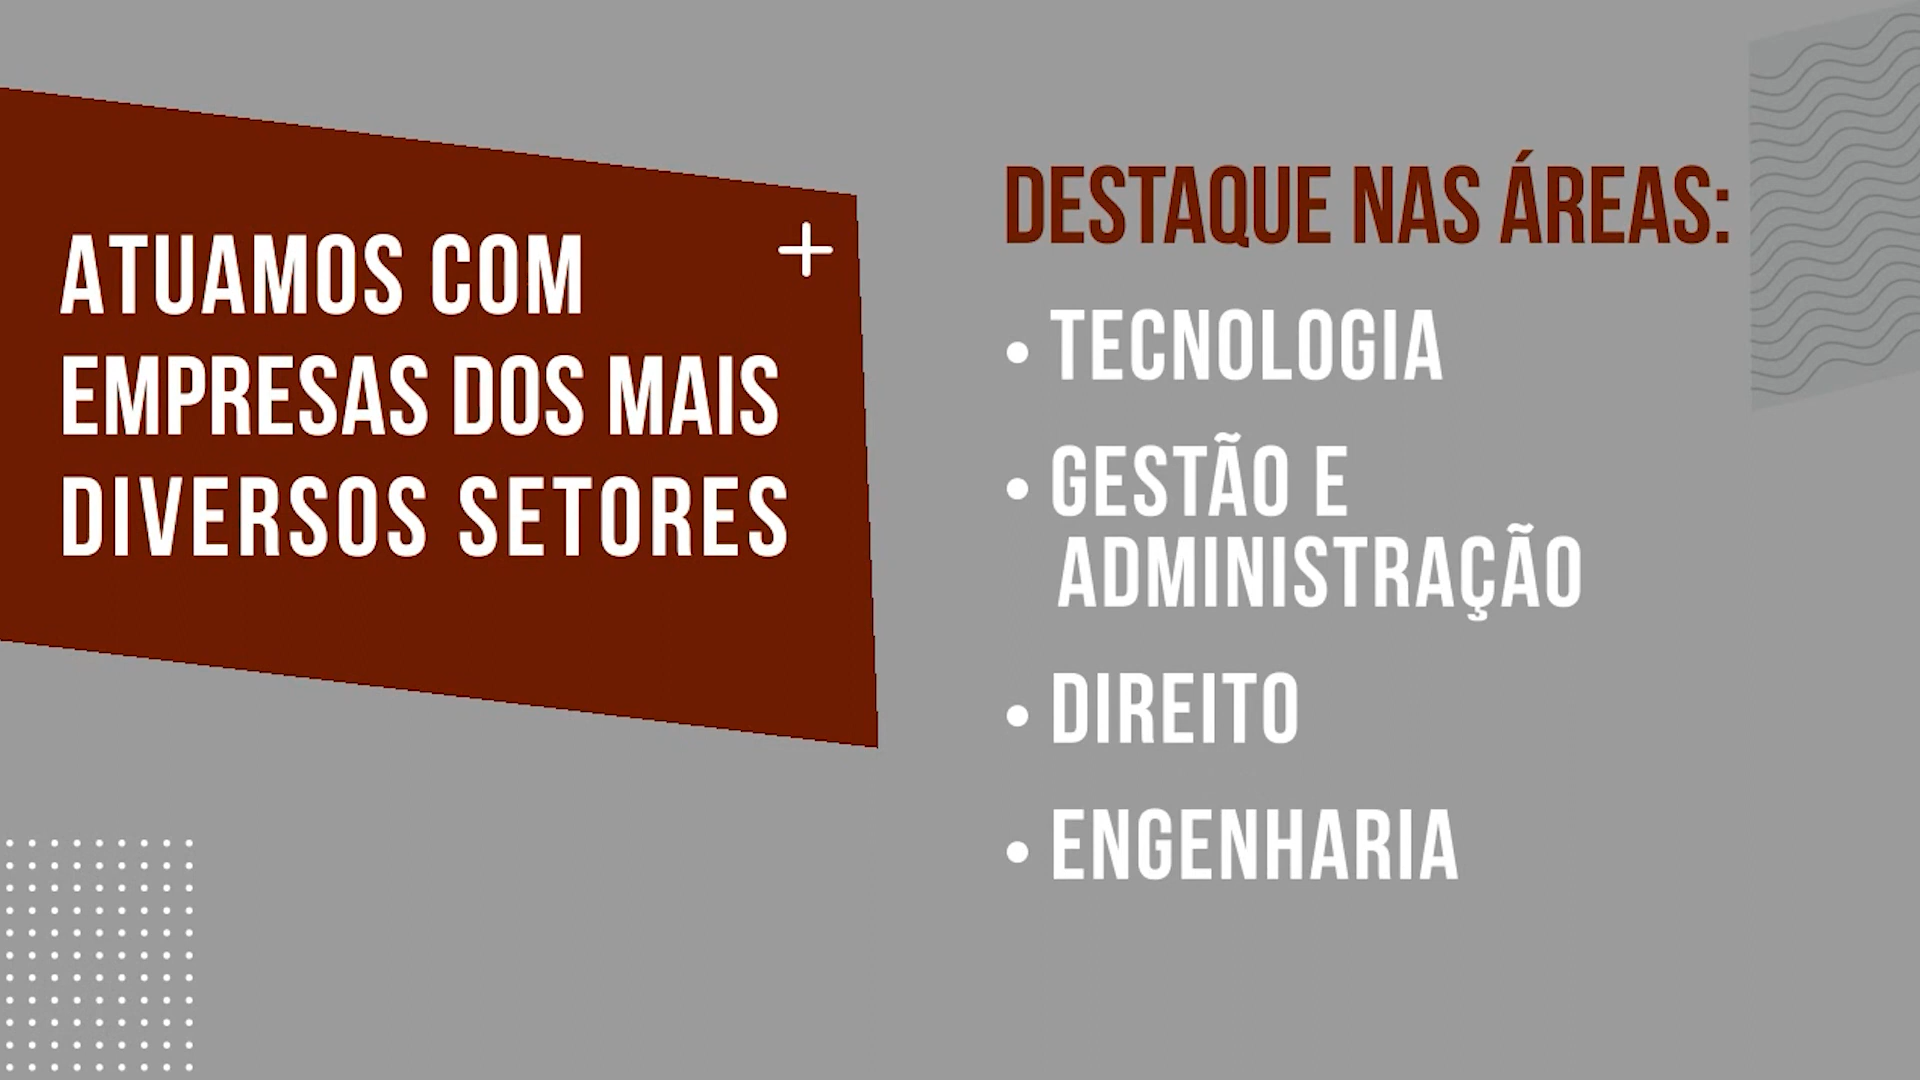 ATUAMOS COM
EMPRESAS DOS MAIS
DIVERSOS SETORES
DESTAQUE NAS ÁREAS:
• TECNOLOGIA
• GESTÃO E
ADMINISTRAÇÃO
• DIREITO
• ENGENHARIA